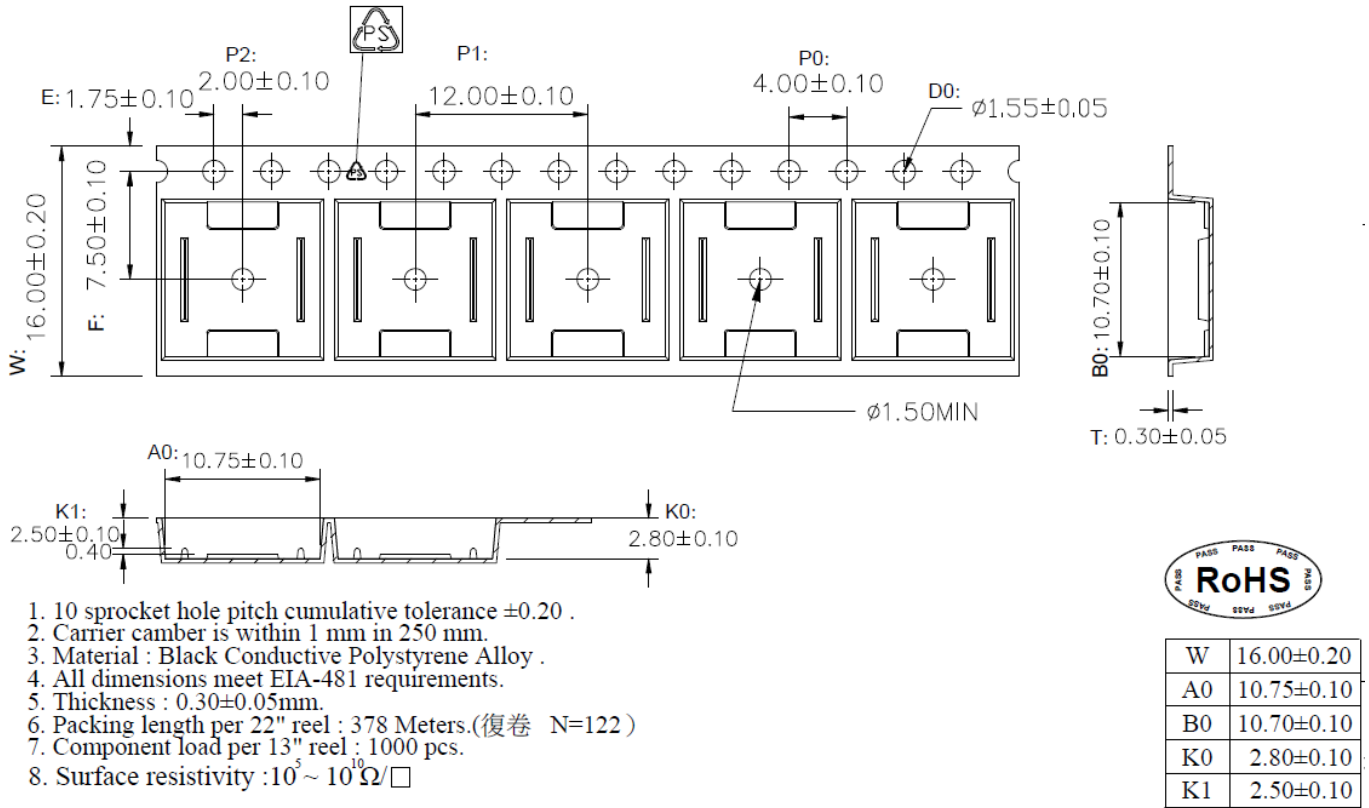 PS
P2:
2.00±0.10
P1:
12.00±0.10
P0:
4.00±0.10
D0:
ø1.55±0.05
E: 1.75±0.10
PS
W: 16.00±0.20
F: 7.50±0.10
B0: 10.70±0.10
ø1.50MIN
T: 0.30±0.05
A0: 10.75±0.10
K1:
2.50±0.10
0.40
K0:
2.80±0.10
1. 10 sprocket hole pitch cumulative tolerance ±0.20 .
2. Carrier camber is within 1 mm in 250 mm.
3. Material : Black Conductive Polystyrene Alloy .
4. All dimensions meet EIA-481 requirements.
5. Thickness : 0.30±0.05mm.
6. Packing length per 22" reel : 378 Meters.(復卷 N=122 )
7. Component load per 13" reel : 1000 pcs.
8. Surface resistivity :10⁵ ~ 10¹⁰Ω/□
PASS PASS PASS
PASS RoHS PASS
PASS PASS PASS
W 16.00±0.20
A0 10.75±0.10
B0 10.70±0.10
K0 2.80±0.10
K1 2.50±0.10